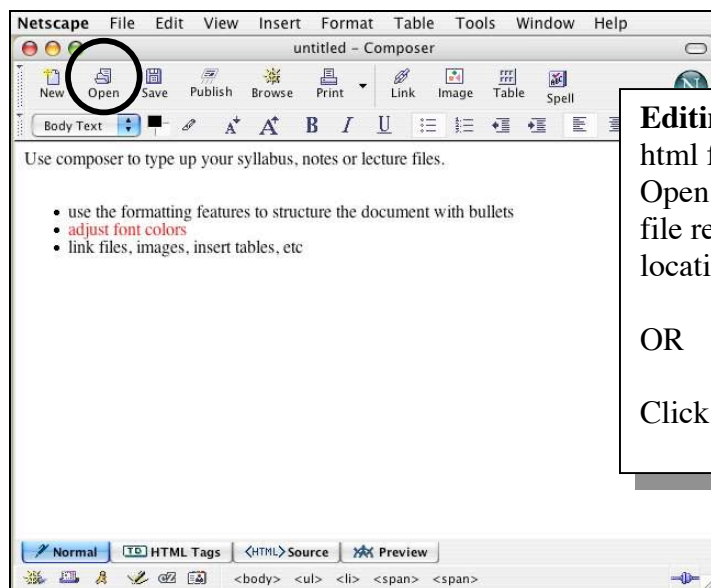 Netscape File Edit View Insert Format Table Tools Window Help
untitled – Composer
New Open Save Publish Browse Print Link Image Table Spell
N
Body Text A A B I U
Use composer to type up your syllabus, notes or lecture files.
• use the formatting features to structure the document with bullets
• adjust font colors
• link files, images, insert tables, etc
Editi
html f
Open
file re
locati
OR
Click
Normal TD HTML Tags <HTML> Source Preview
<body> <ul> <li> <span> <span>